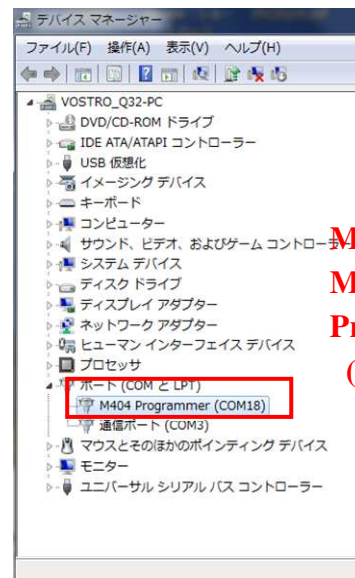 デバイス マネージャー
ファイル(F) 操作(A) 表示(V) ヘルプ(H)
VOSTRO_Q32-PC
DVD/CD-ROM ドライブ
IDE ATA/ATAPI コントローラー
USB 仮想化
イメージング デバイス
キーボード
コンピューター
サウンド、ビデオ、およびゲーム コントローラー
システム デバイス
ディスク ドライブ
ディスプレイ アダプター
ネットワーク アダプター
ヒューマン インターフェイス デバイス
プロセッサ
ポート (COM と LPT)
M404 Programmer (COM18)
通信ポート (COM3)
マウスとそのほかのポインティング デバイス
モニター
ユニバーサル シリアル バス コントローラー
M
M
Pr
(